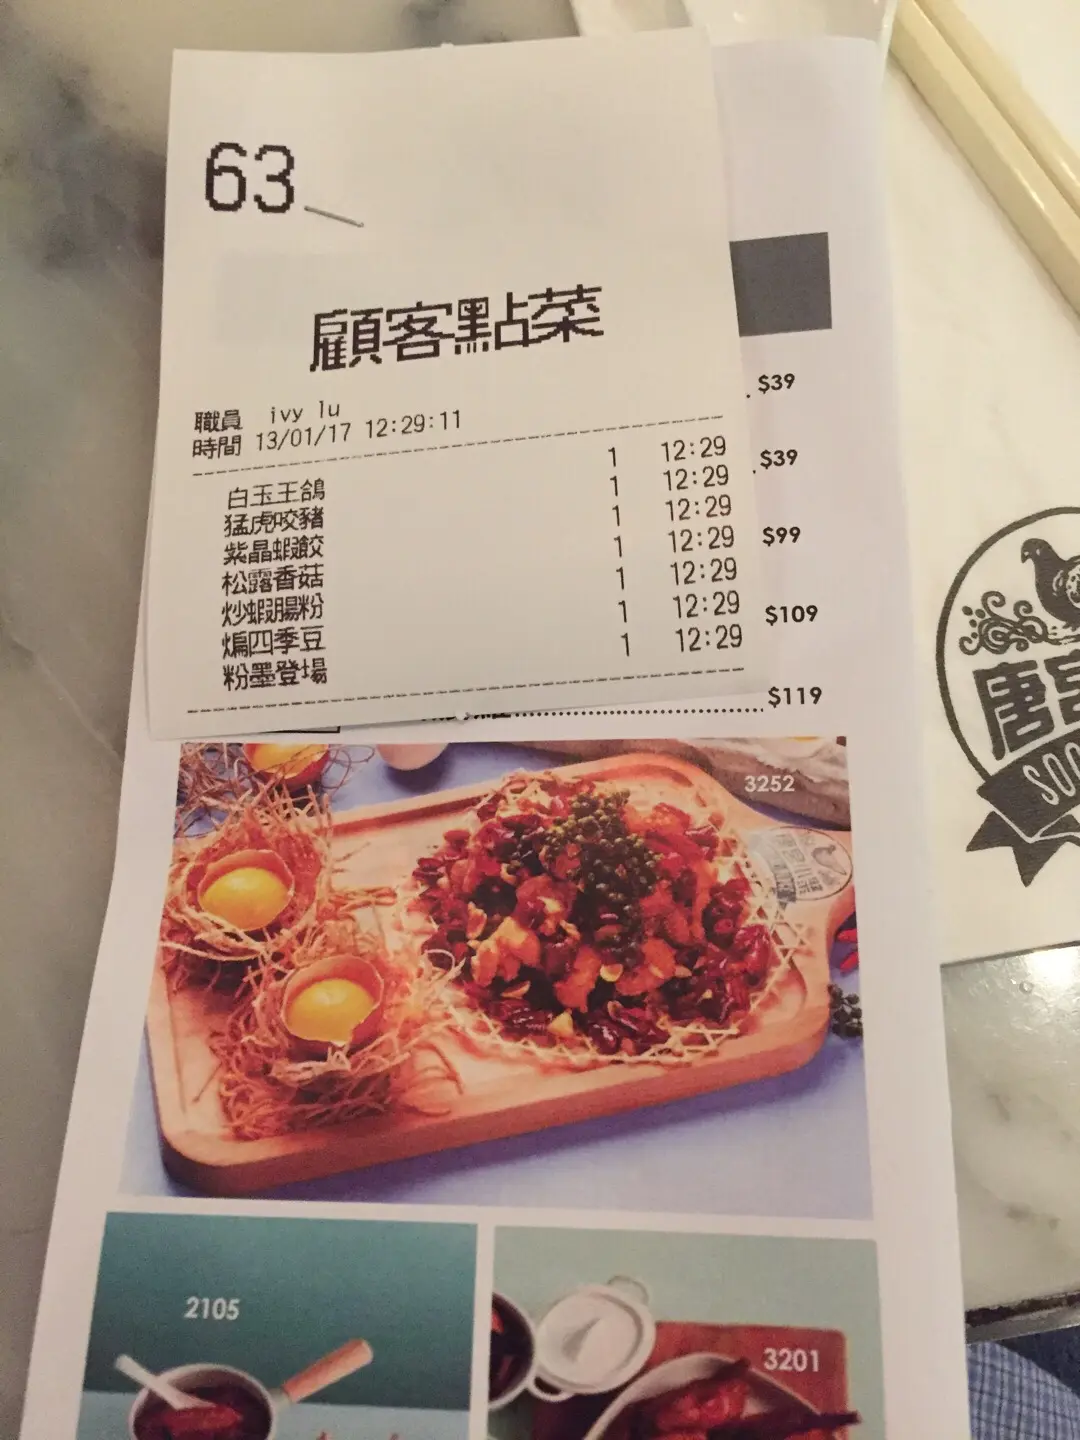 63
顧客點菜
職員 ivy lu
時間 13/01/17 12:29:11
白玉王鴿 1 12:29
猛虎咬豬 1 12:29
紫晶蝦餃 1 12:29
松露香菇 1 12:29
炒蝦腸粉 1 12:29
煸四季豆 1 12:29
粉墨登場 1 12:29
$39
$39
$99
$109
$119
3252
2105
3201
唐